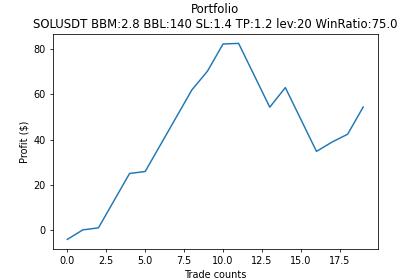 Portfolio
SOLUSDT BBM:2.8 BBL:140 SL:1.4 TP:1.2 lev:20 WinRatio:75.0
80
60
40
20
0
Profit ($)
0.0 2.5 5.0 7.5 10.0 12.5 15.0 17.5
Trade counts